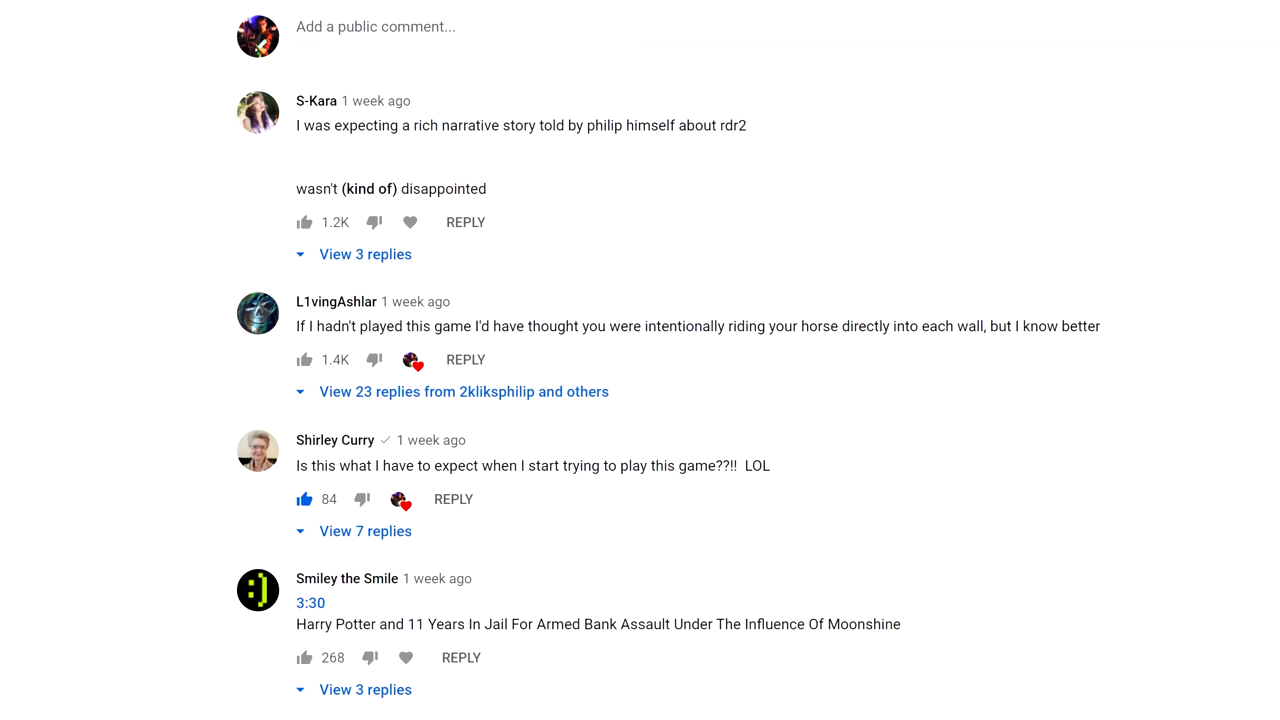 Add a public comment...
S-Kara 1 week ago
I was expecting a rich narrative story told by philip himself about rdr2
wasn't (kind of) disappointed
1.2K REPLY
View 3 replies
L1vingAshlar 1 week ago
If I hadn't played this game I'd have thought you were intentionally riding your horse directly into each wall, but I know better
1.4K REPLY
View 23 replies from 2kliksphilip and others
Shirley Curry 1 week ago
Is this what I have to expect when I start trying to play this game??!! LOL
84 REPLY
View 7 replies
Smiley the Smile 1 week ago
3:30
Harry Potter and 11 Years In Jail For Armed Bank Assault Under The Influence Of Moonshine
268 REPLY
View 3 replies